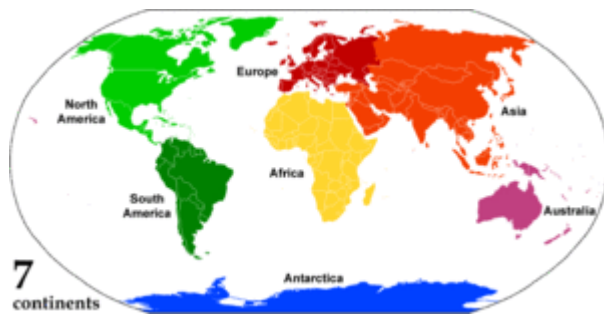 Europe
North
America
Asia
Africa
South
America
Australia
7
continents
Antarctica